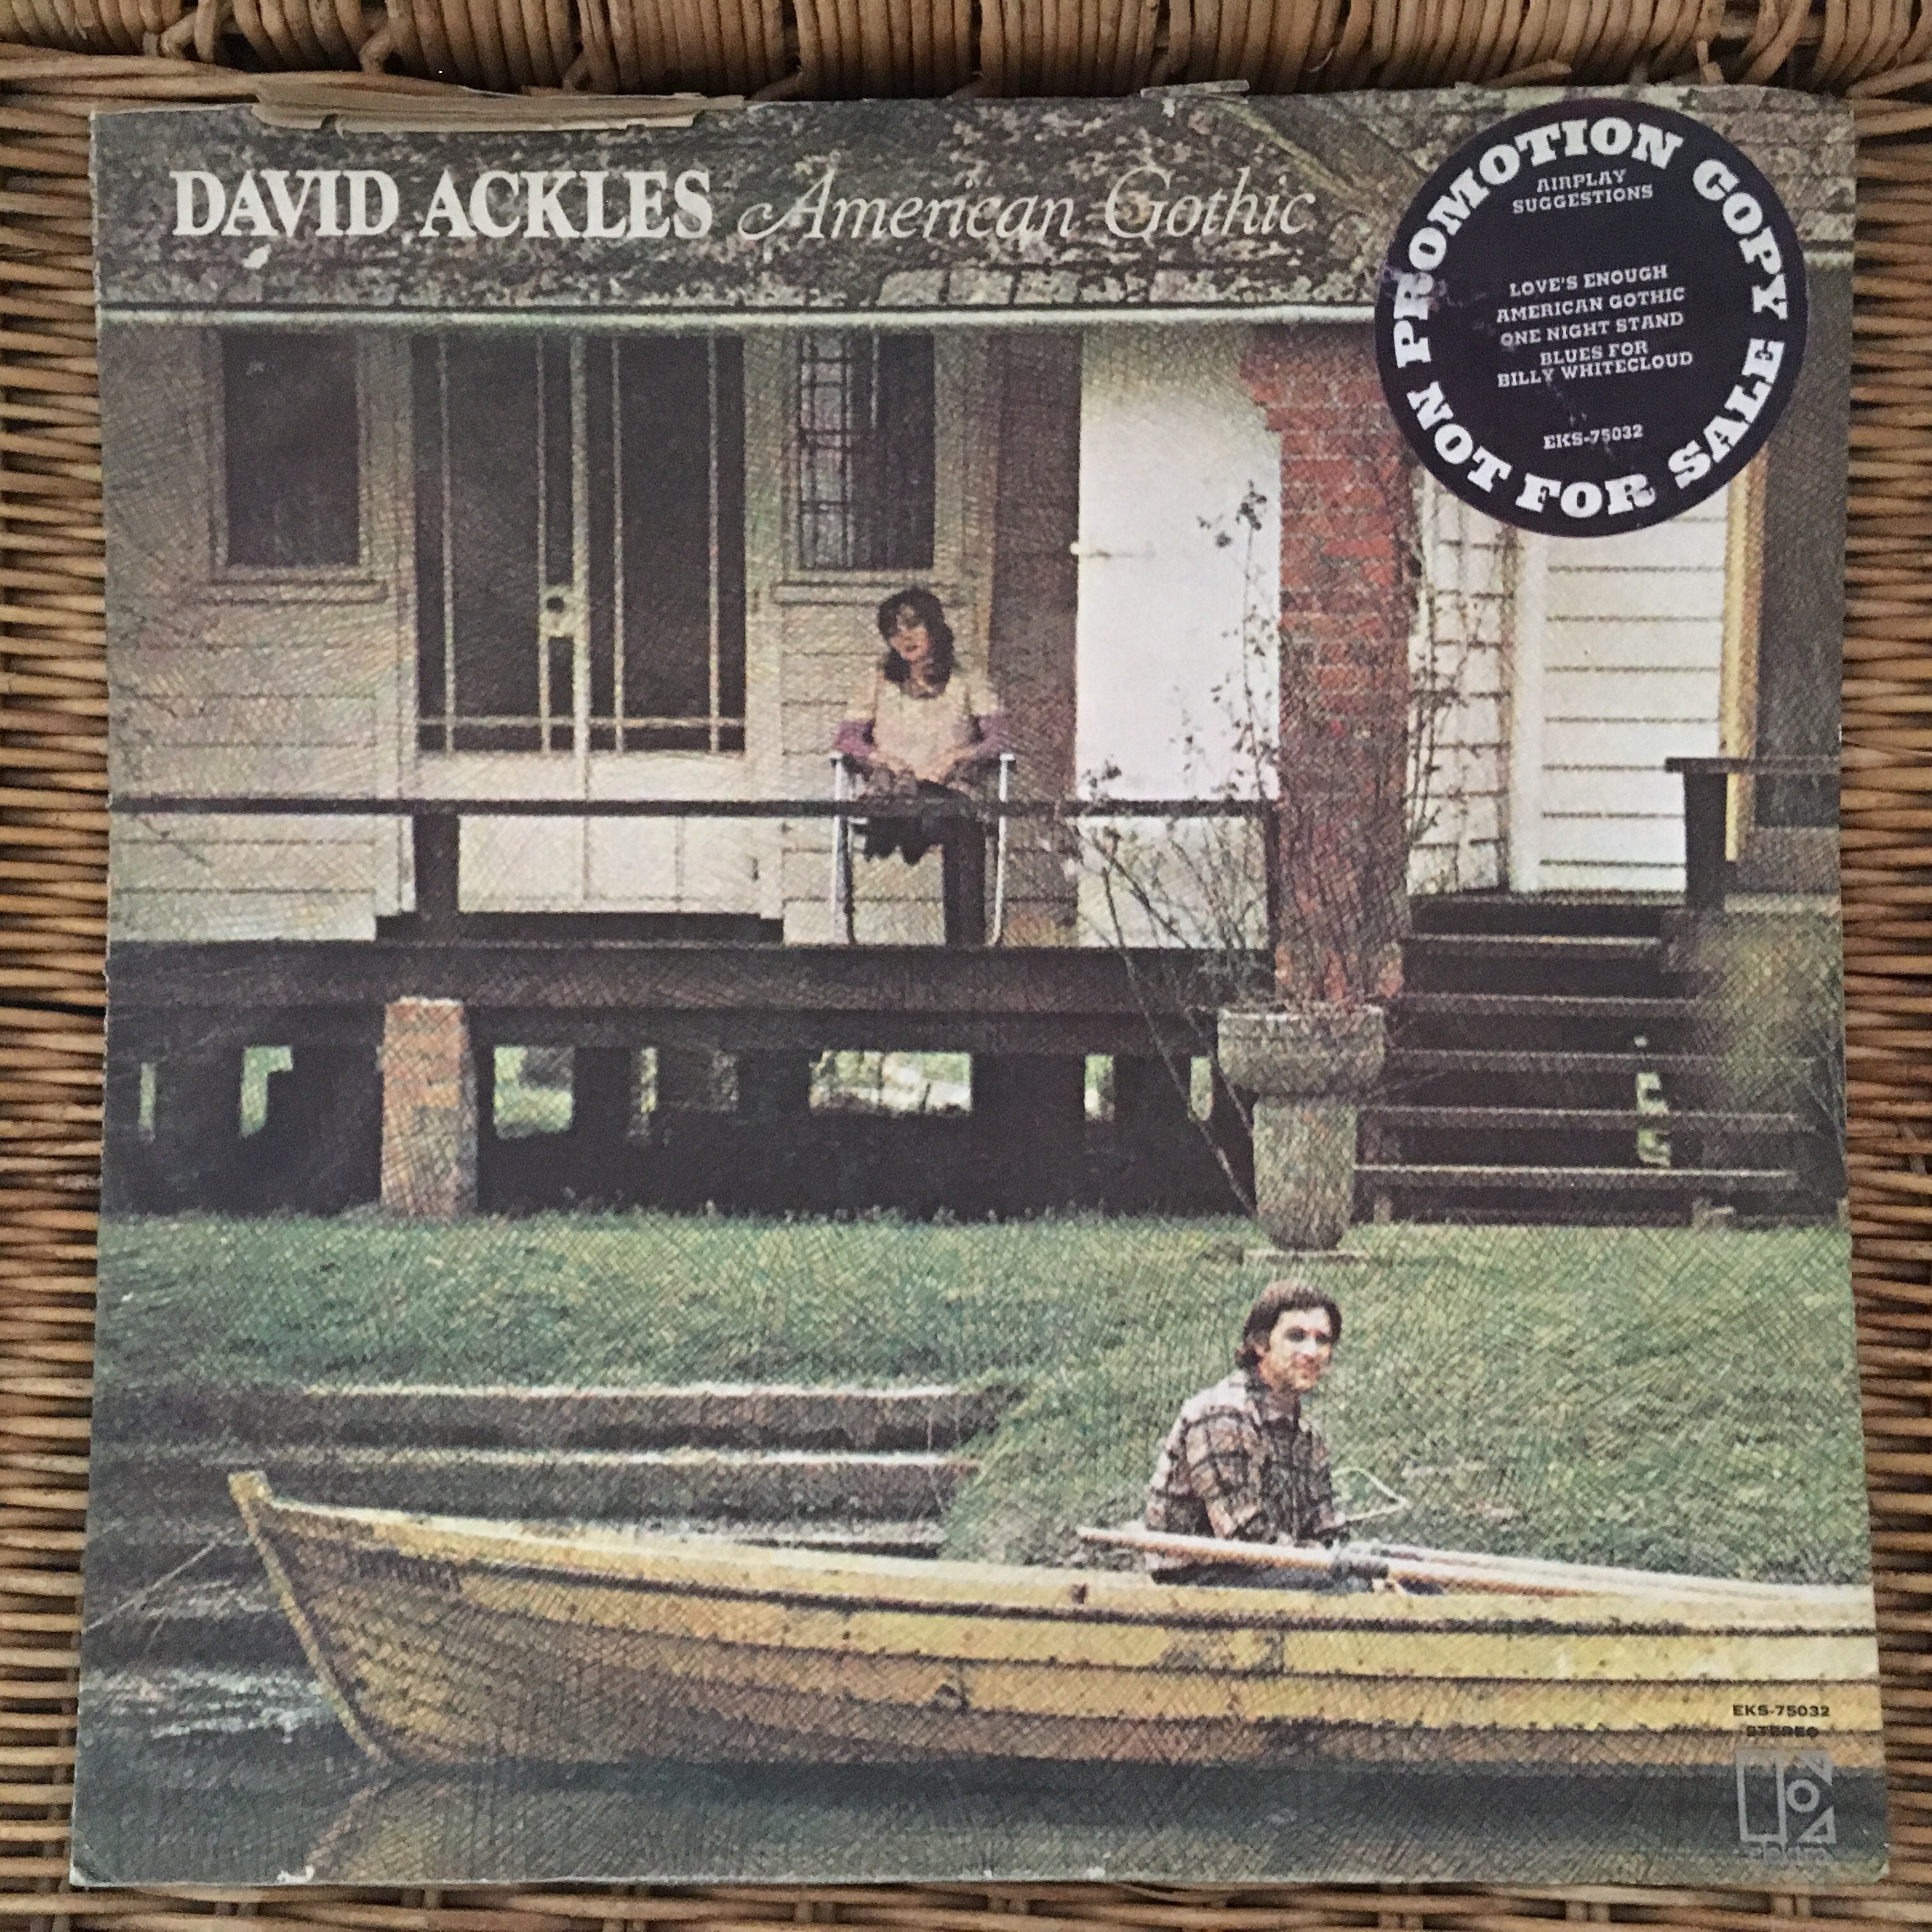 DAVID ACKLES American Gothic
PROMOTION COPY
AIRPLAY
SUGGESTIONS
LOVE'S ENOUGH
AMERICAN GOTHIC
ONE NIGHT STAND
BLUES FOR
BILLY WHITECLOUD
EKS-75032
NOT FOR SALE
EKS-75032
STEREO
elektra